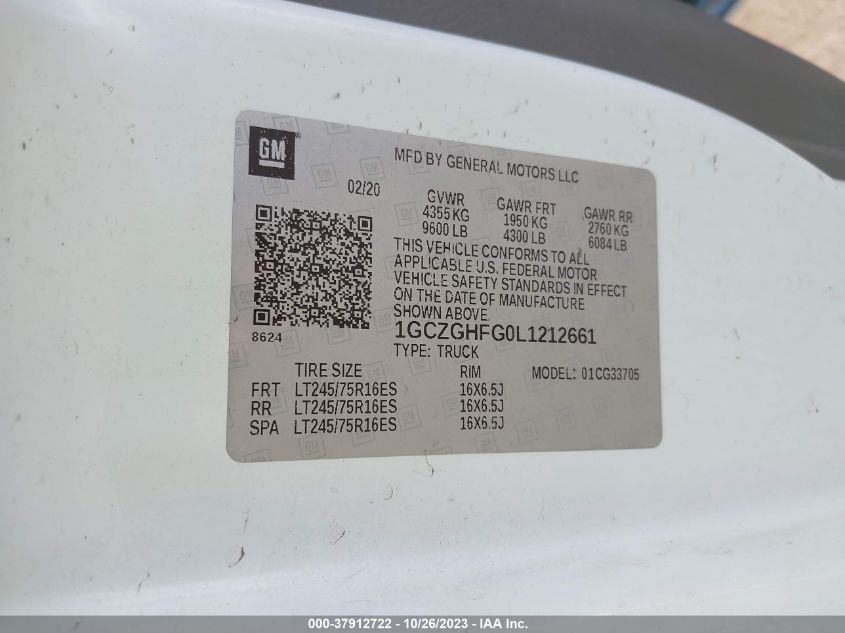 GM
MFD BY GENERAL MOTORS LLC
02/20
GVWR
4355 KG
9600 LB
GAWR FRT
1950 KG
4300 LB
GAWR RR
2760 KG
6084 LB
THIS VEHICLE CONFORMS TO ALL
APPLICABLE U.S. FEDERAL MOTOR
VEHICLE SAFETY STANDARDS IN EFFECT
ON THE DATE OF MANUFACTURE
SHOWN ABOVE.
8624
1GCZGHFG0L1212661
TYPE: TRUCK
TIRE SIZE RIM MODEL: 01CG33705
FRT LT245/75R16ES 16X6.5J
RR LT245/75R16ES 16X6.5J
SPA LT245/75R16ES 16X6.5J
000-37912722 - 10/26/2023 - IAA Inc.